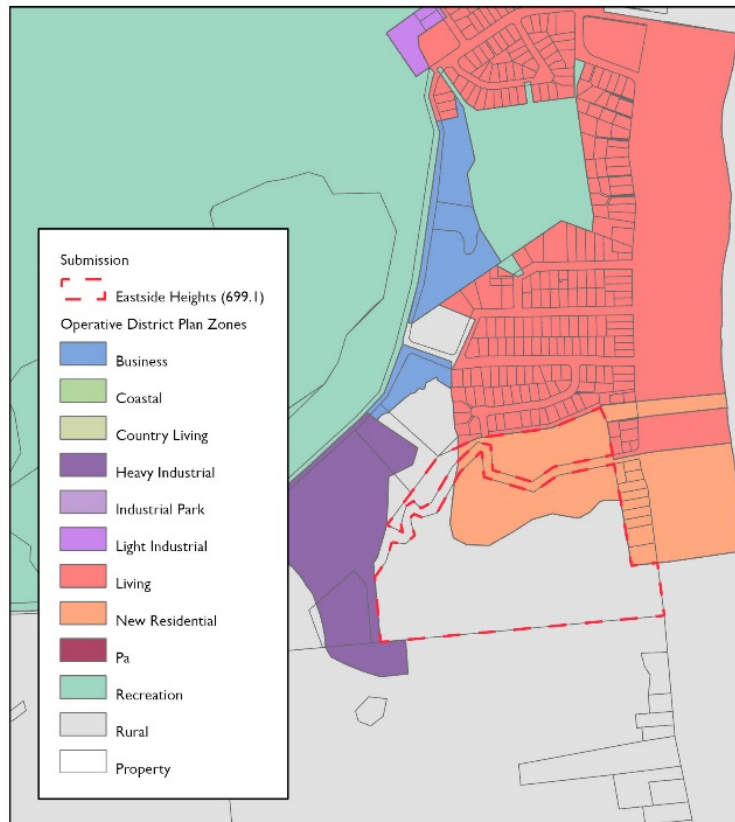 Submission
Eastside Heights (699.1)
Operative District Plan Zones
Business
Coastal
Country Living
Heavy Industrial
Industrial Park
Light Industrial
Living
New Residential
Pa
Recreation
Rural
Property